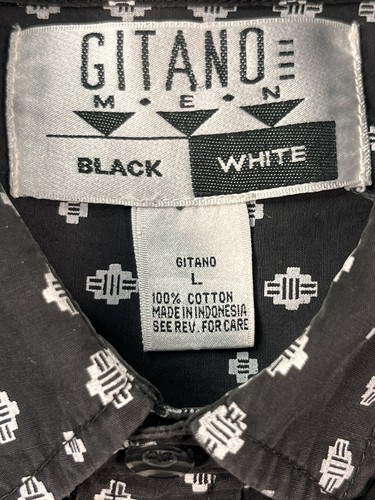 GITANO
M·E·N
BLACK WHITE
GITANO
L
100% COTTON
MADE IN INDONESIA
SEE REV. FOR CARE